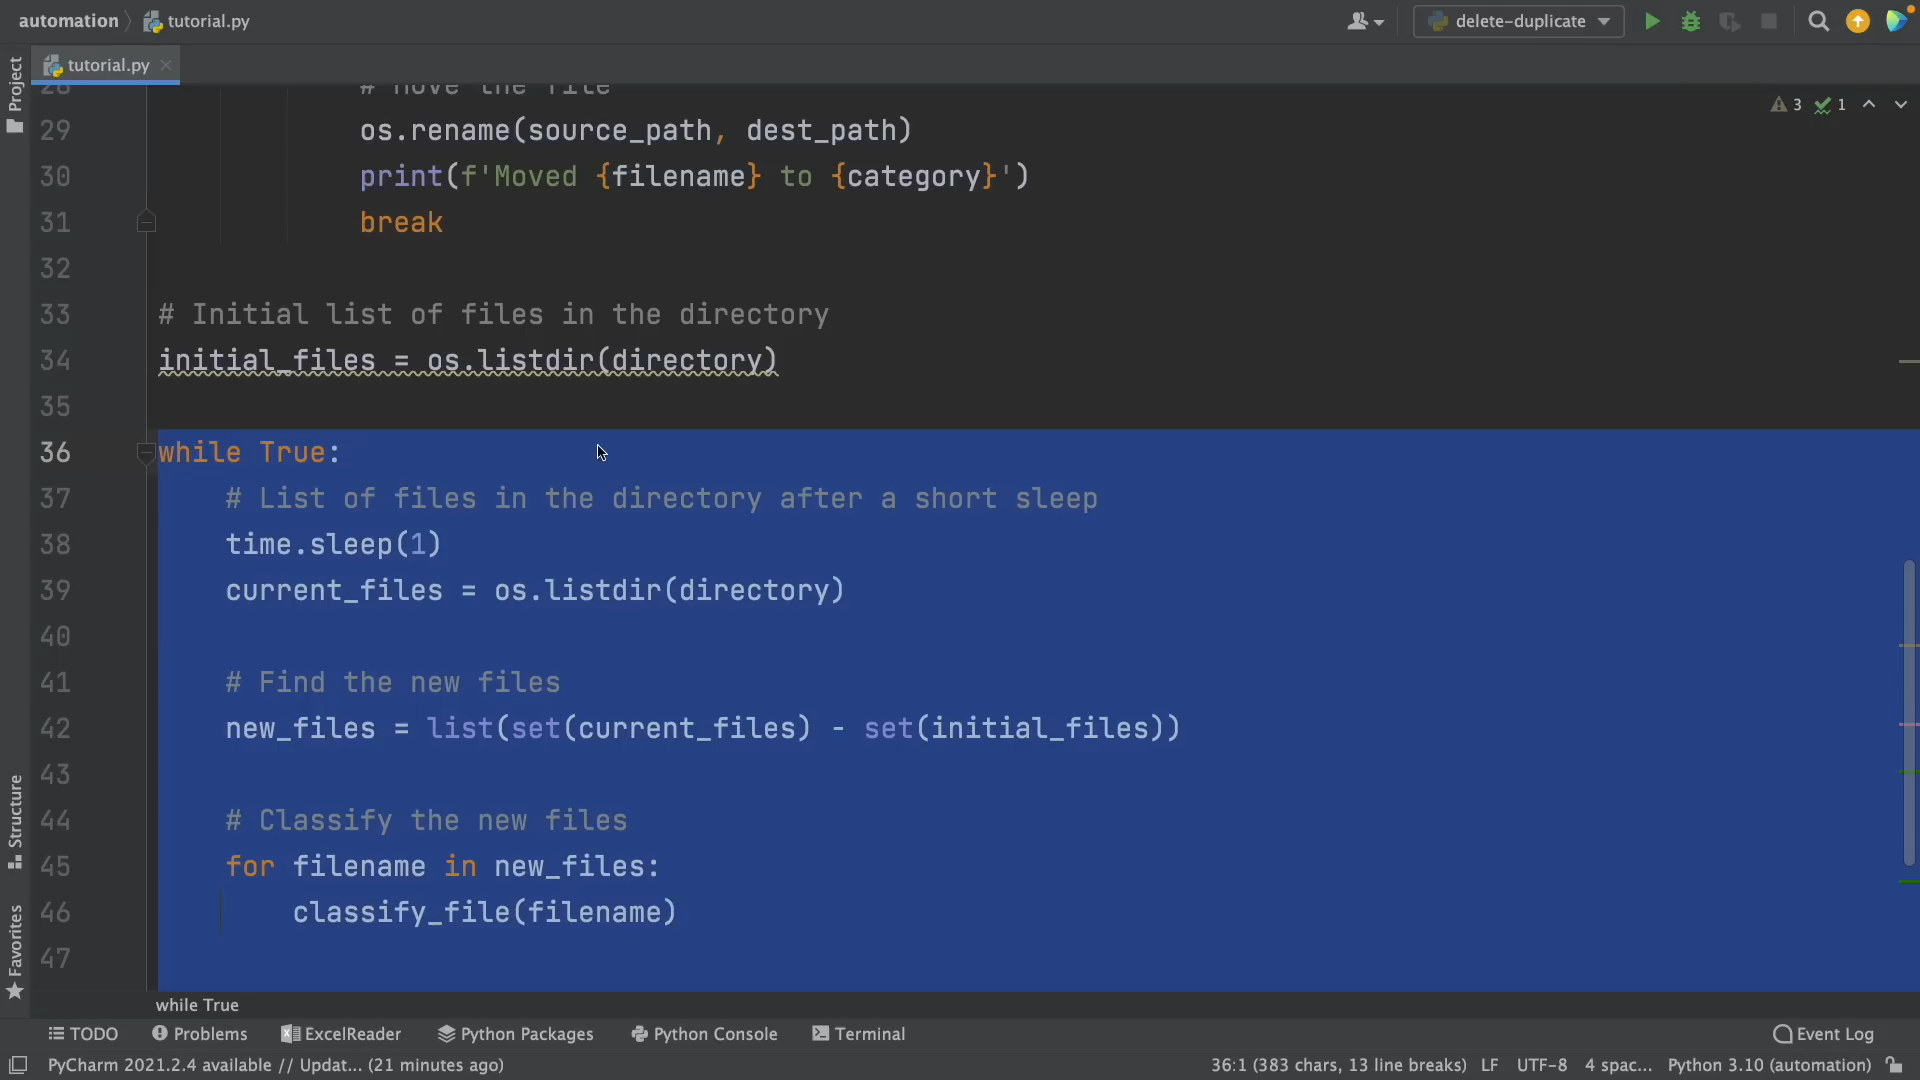 automation tutorial.py delete-duplicate
Project tutorial.py
28 # Move the file
3 1
29 os.rename(source_path, dest_path)
30 print(f'Moved {filename} to {category}')
31 break
32
33 # Initial list of files in the directory
34 initial_files = os.listdir(directory)
35
36 while True:
37 # List of files in the directory after a short sleep
38 time.sleep(1)
39 current_files = os.listdir(directory)
40
41 # Find the new files
42 new_files = list(set(current_files) - set(initial_files))
43
44 # Classify the new files
45 for filename in new_files:
46 classify_file(filename)
47
Structure
Favorites
while True
TODO Problems ExcelReader Python Packages Python Console Terminal Event Log
PyCharm 2021.2.4 available // Updat... (21 minutes ago) 36:1 (383 chars, 13 line breaks) LF UTF-8 4 spac... Python 3.10 (automation)